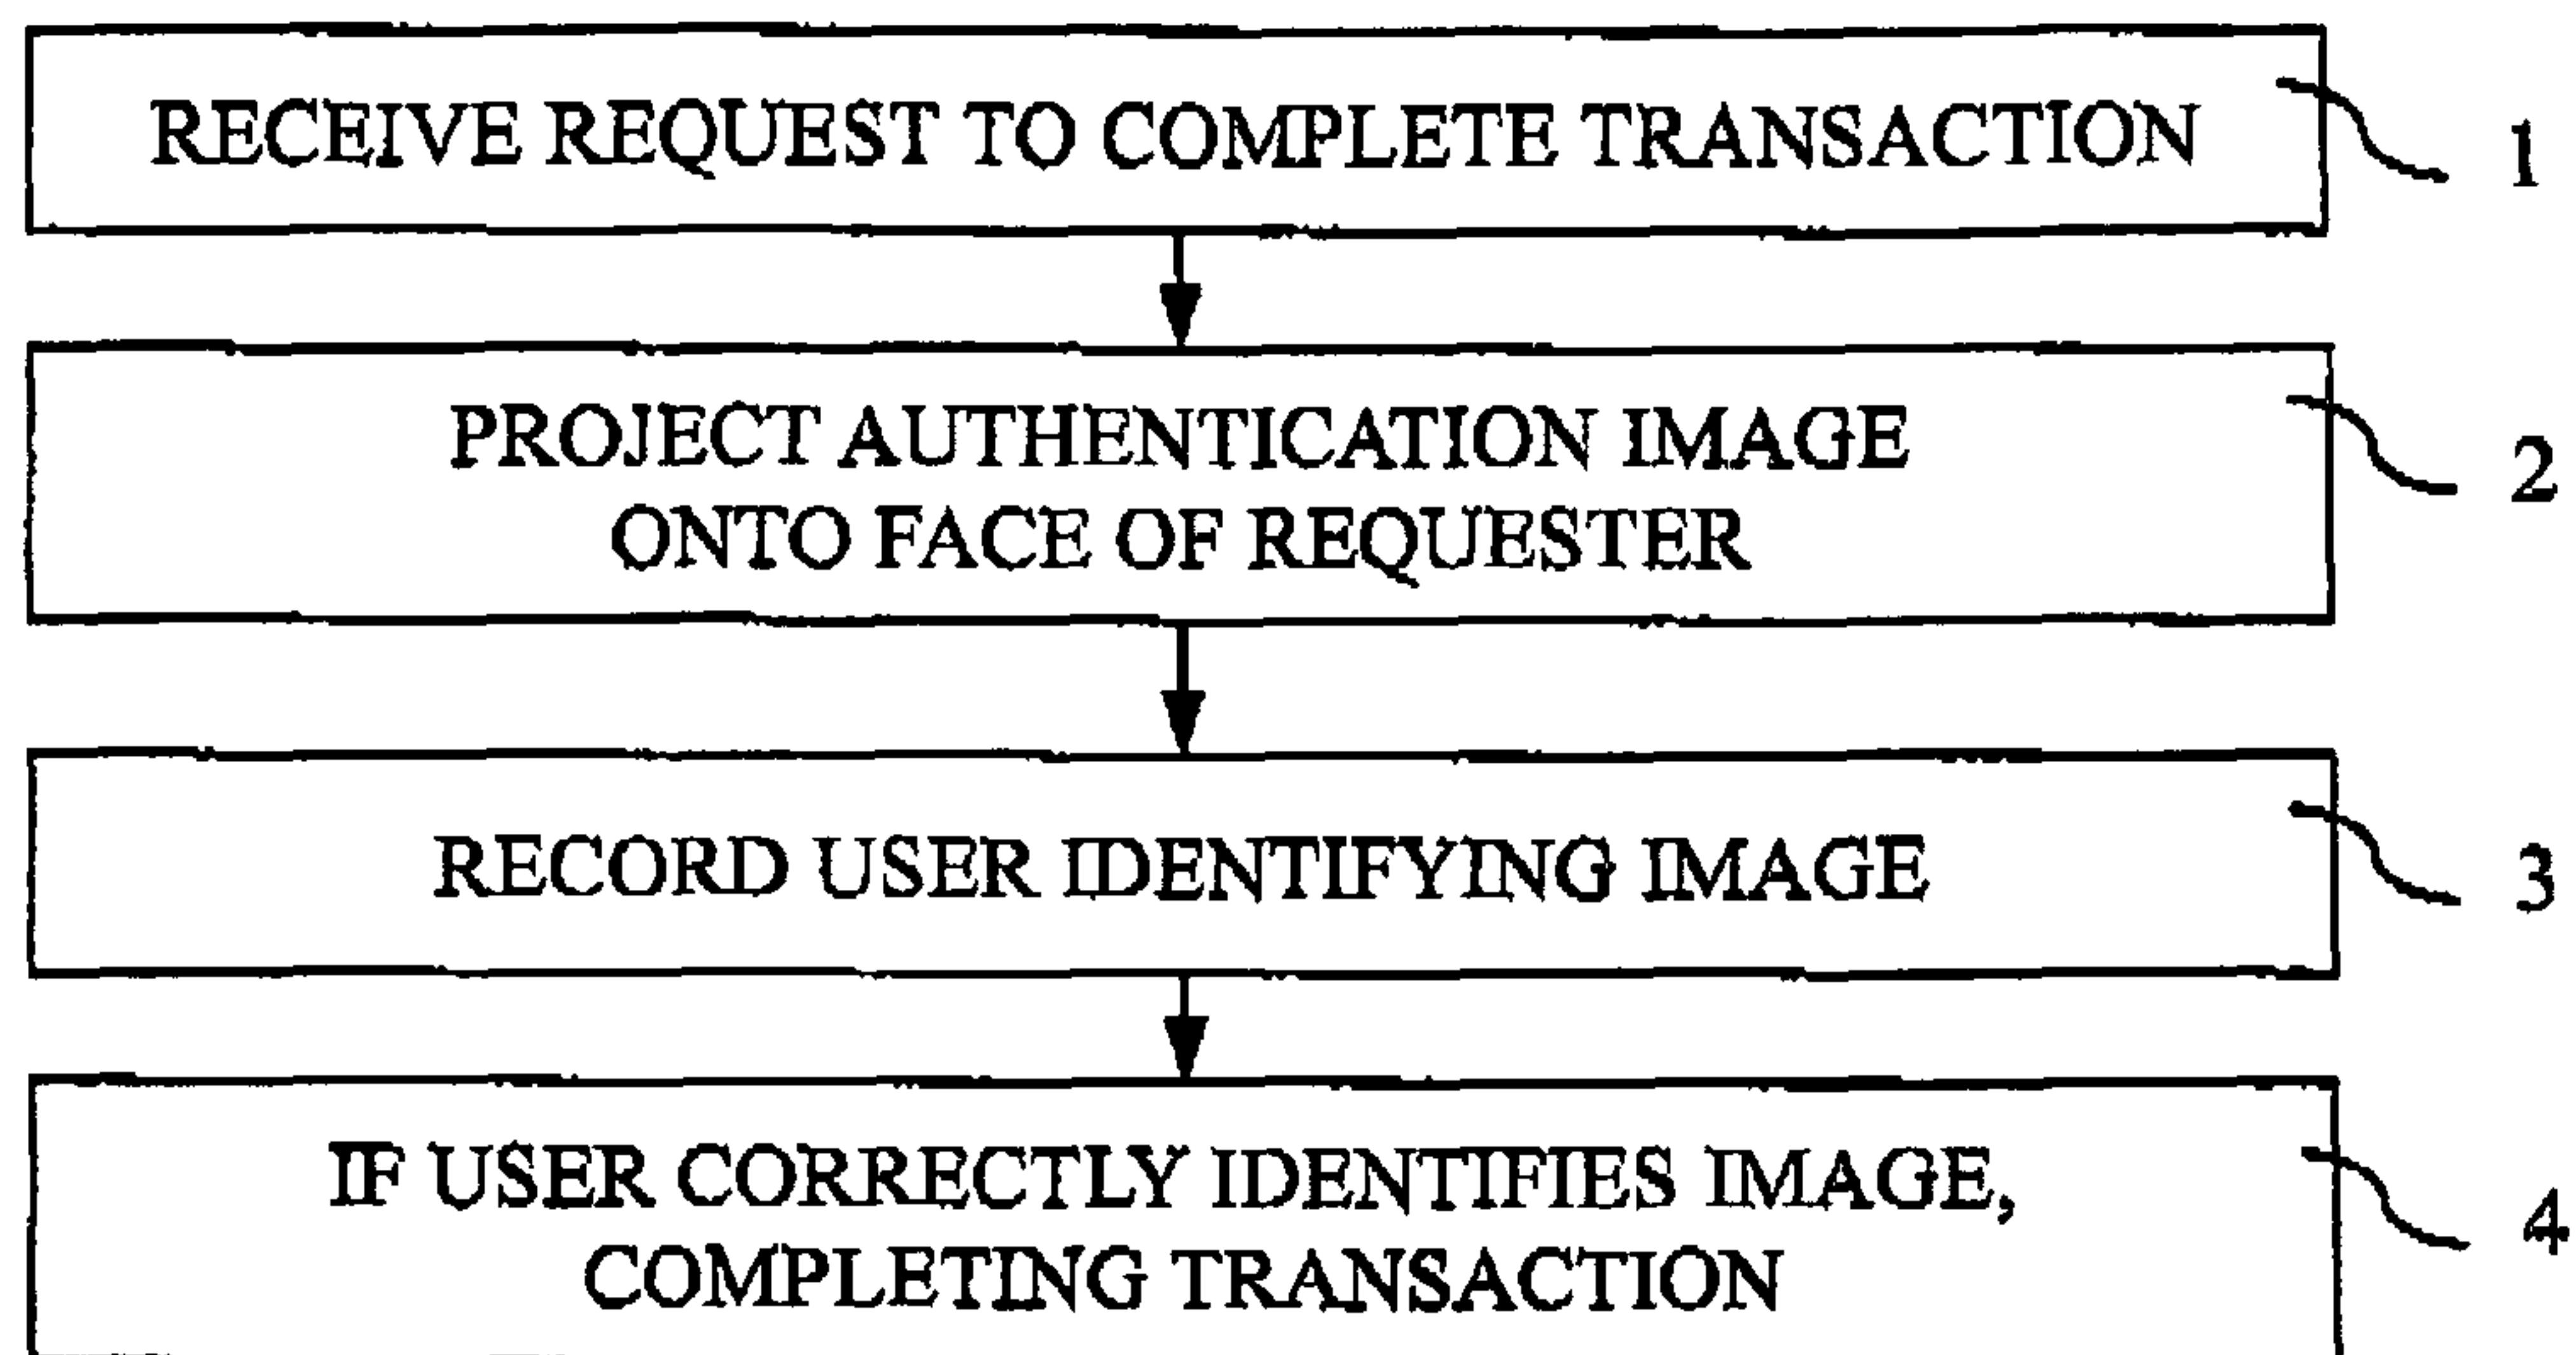 RECEIVE REQUEST TO COMPLETE TRANSACTION
1
PROJECT AUTHENTICATION IMAGE
ONTO FACE OF REQUESTER
2
RECORD USER IDENTIFYING IMAGE
3
IF USER CORRECTLY IDENTIFIES IMAGE,
COMPLETING TRANSACTION
4